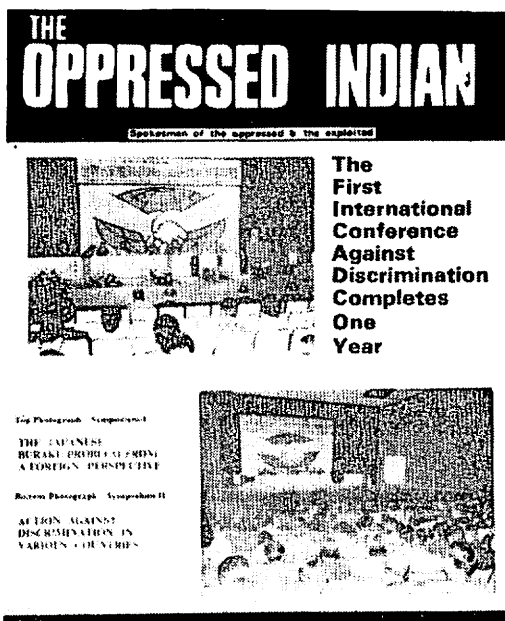 THE
OPPRESSED INDIAN
Spokesman of the oppressed & the exploited
The
First
International
Conference
Against
Discrimination
Completes
One
Year
Top Photograph Symposium I
THE JAPANESE
BURAKU PROBLEM FROM
A FOREIGN PERSPECTIVE
Bottom Photograph Symposium II
ACTION AGAINST
DISCRIMINATION IN
VARIOUS COUNTRIES